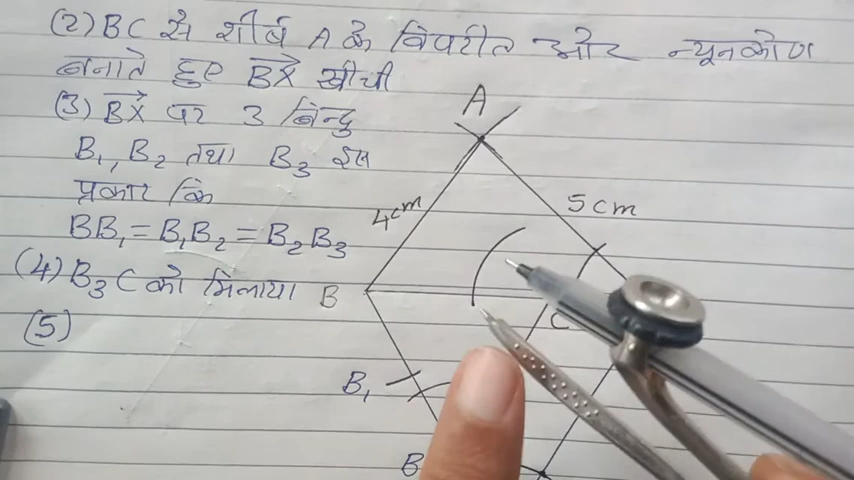 (2) BC से शीर्ष A के विपरीत ओर न्यूनकोण
बनाते हुए BX खींची
(3) BX पर 3 बिन्दु
B₁, B₂ तथा B₃ इस
प्रकार कि
BB₁ = B₁B₂ = B₂B₃
(4) B₃C को मिलाया
(5)
A
4cm
5cm
B
C
B₁
B